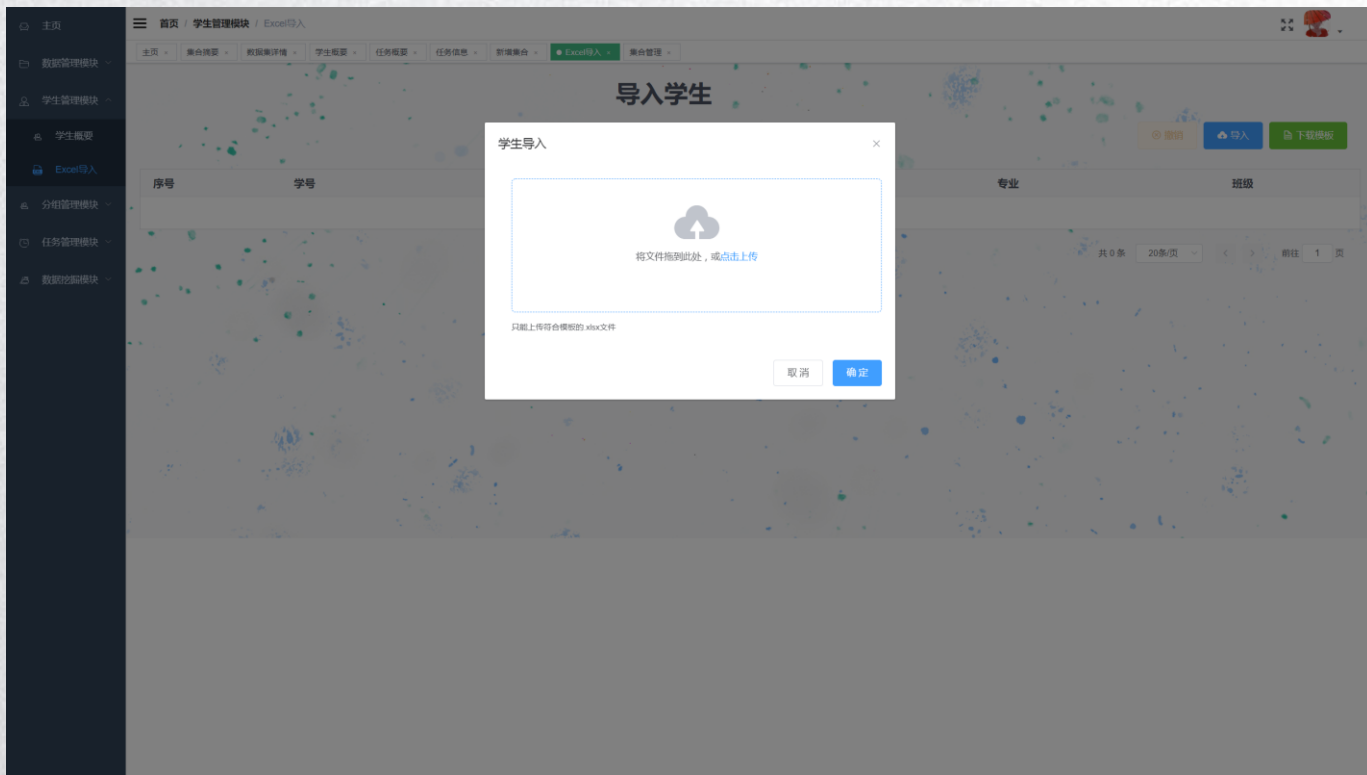 主页
数据管理模块
学生管理模块
学生概要
Excel导入
分组管理模块
任务管理模块
数据挖掘模块
首页 / 学生管理模块 / Excel导入
主页 × 集合摘要 × 数据集详情 × 学生概要 × 任务概要 × 任务信息 × 新增集合 × Excel导入 × 集合管理 ×
导入学生
撤销 导入 下载模板
序号 学号 专业 班级
共 0 条 20条/页 < > 前往 1 页
学生导入 ×
将文件拖到此处，或点击上传
只能上传符合模板的.xlsx文件
取消 确定